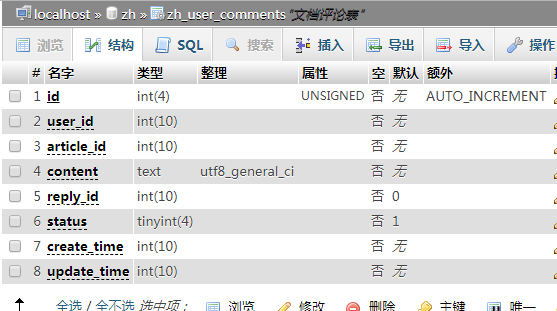 localhost » zh » zh_user_comments "文档评论表"
浏览 结构 SQL 搜索 插入 导出 导入 操作
# 名字 类型 整理 属性 空 默认 额外
1 id int(4) UNSIGNED 否 无 AUTO_INCREMENT
2 user_id int(10) 否 无
3 article_id int(10) 否 无
4 content text utf8_general_ci 否 无
5 reply_id int(10) 否 0
6 status tinyint(4) 否 1
7 create_time int(10) 否 无
8 update_time int(10) 否 无
全选 / 全不选 选中项： 浏览 修改 删除 主键 唯一